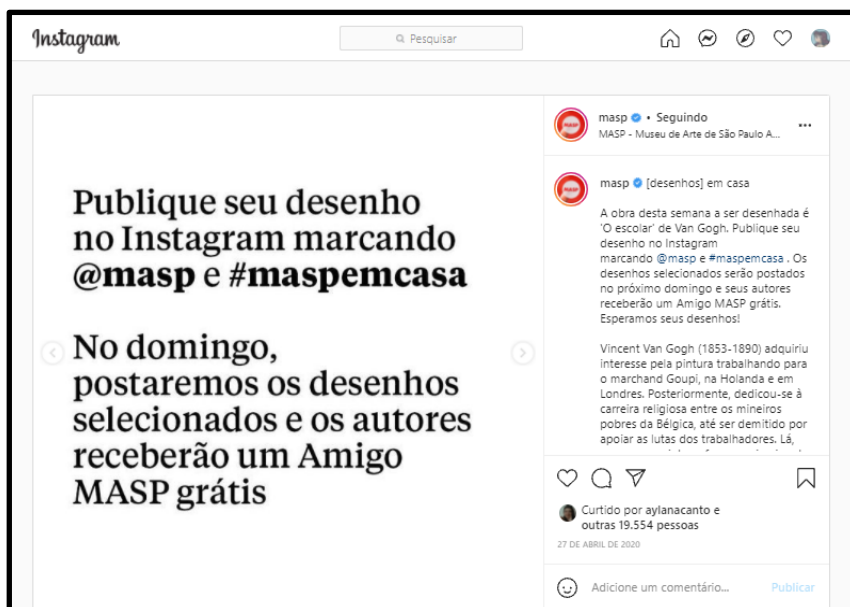 Instagram
Pesquisar
Publique seu desenho
no Instagram marcando
@masp e #maspemcasa
No domingo,
postaremos os desenhos
selecionados e os autores
receberão um Amigo
MASP grátis
masp • Seguindo
MASP - Museu de Arte de São Paulo A...
masp [desenhos] em casa
A obra desta semana a ser desenhada é
'O escolar' de Van Gogh. Publique seu
desenho no Instagram
marcando @masp e #maspemcasa . Os
desenhos selecionados serão postados
no próximo domingo e seus autores
receberão um Amigo MASP grátis.
Esperamos seus desenhos!
Vincent Van Gogh (1853-1890) adquiriu
interesse pela pintura trabalhando para
o marchand Goupi, na Holanda e em
Londres. Posteriormente, dedicou-se à
carreira religiosa entre os mineiros
pobres da Bélgica, até ser demitido por
apoiar as lutas dos trabalhadores. Lá,
Curtido por aylanacanto e
outras 19.554 pessoas
27 DE ABRIL DE 2020
Adicione um comentário...
Publicar